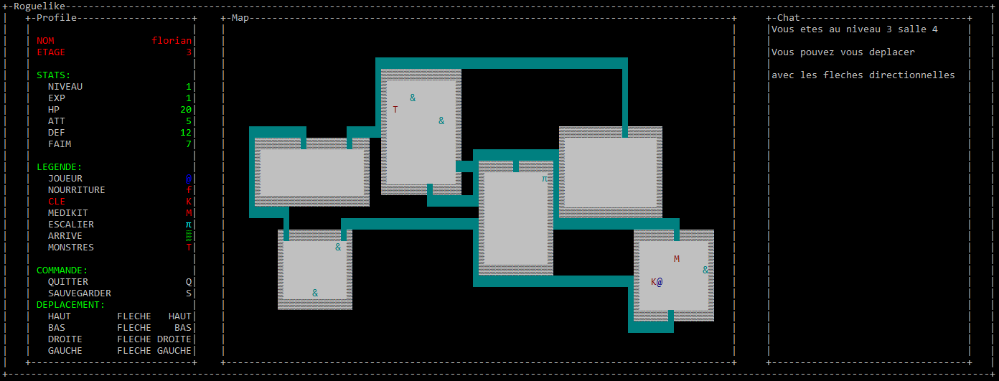 Roguelike
Profile
NOM florian
ETAGE 3
STATS:
NIVEAU 1
EXP 1
HP 20
ATT 5
DEF 12
FAIM 7
LEGENDE:
JOUEUR @
NOURRITURE f
CLE K
MEDIKIT M
ESCALIER π
ARRIVE ▒
MONSTRES T
COMMANDE:
QUITTER Q
SAUVEGARDER S
DEPLACEMENT:
HAUT FLECHE HAUT
BAS FLECHE BAS
DROITE FLECHE DROITE
GAUCHE FLECHE GAUCHE
Map
&
T
&
π
&
M
&
K@
&
Chat
Vous etes au niveau 3 salle 4
Vous pouvez vous deplacer
avec les fleches directionnelles